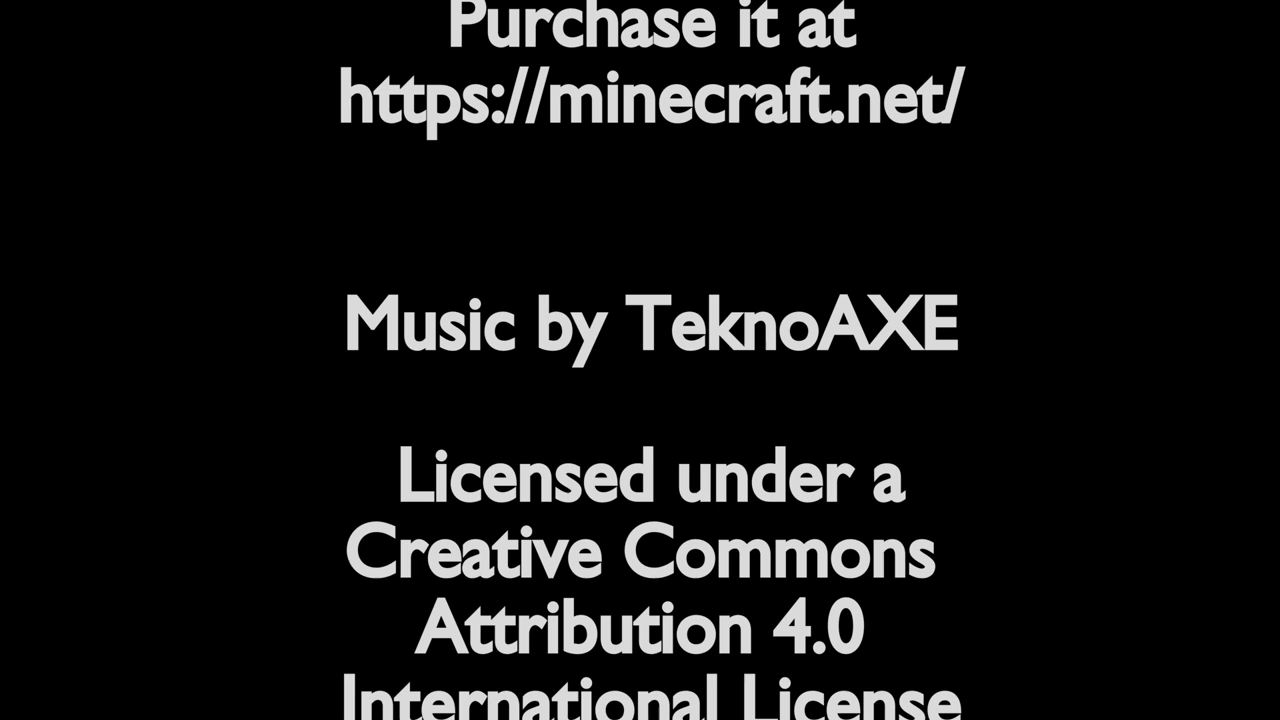 Purchase it at
https://minecraft.net/
Music by TeknoAXE
Licensed under a
Creative Commons
Attribution 4.0
International License